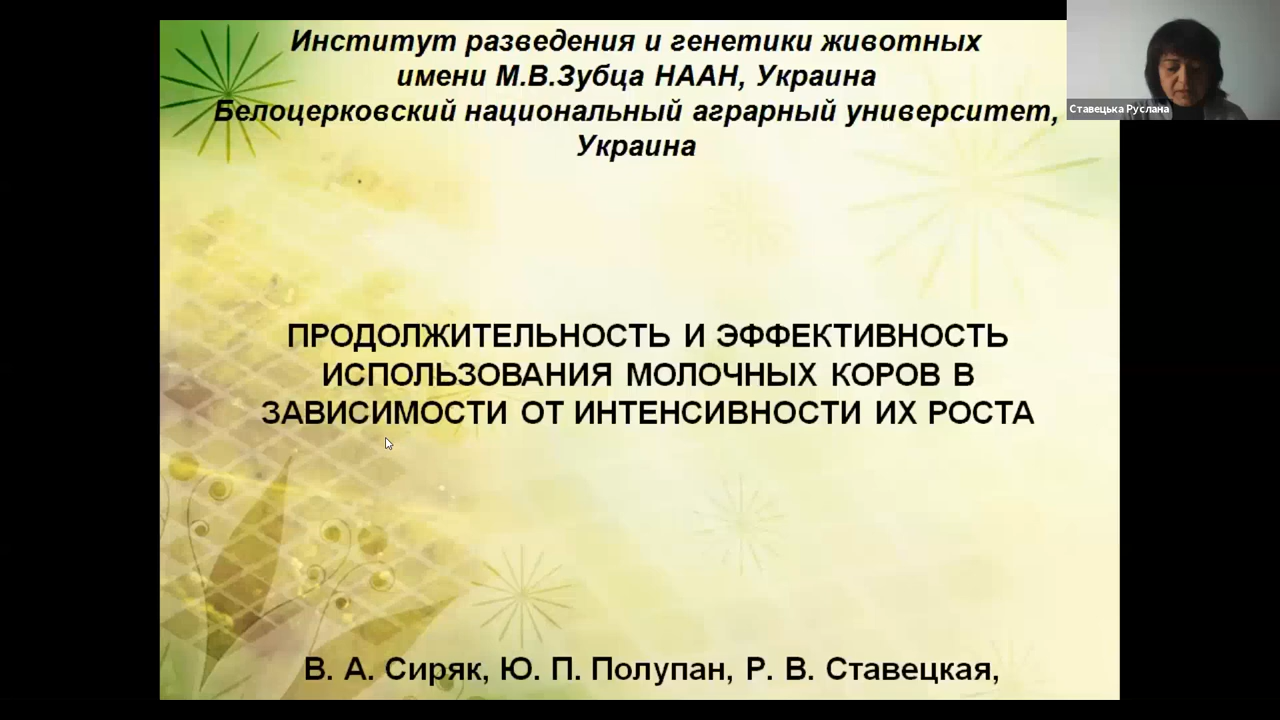 Институт разведения и генетики животных
имени М.В.Зубца НААН, Украина
Белоцерковский национальный аграрный университет,
Украина
Ставецька Руслана
ПРОДОЛЖИТЕЛЬНОСТЬ И ЭФФЕКТИВНОСТЬ
ИСПОЛЬЗОВАНИЯ МОЛОЧНЫХ КОРОВ В
ЗАВИСИМОСТИ ОТ ИНТЕНСИВНОСТИ ИХ РОСТА
В. А. Сиряк, Ю. П. Полупан, Р. В. Ставецкая,